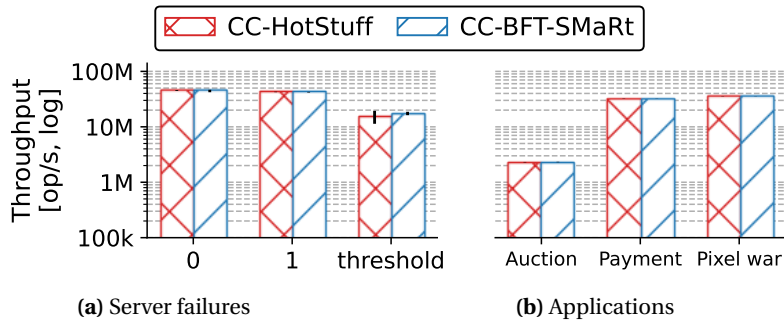 CC-HotStuff CC-BFT-SMaRt
Throughput
[op/s, log]
100M
10M
1M
100k
0 1 threshold
Auction Payment Pixel war
(a) Server failures (b) Applications